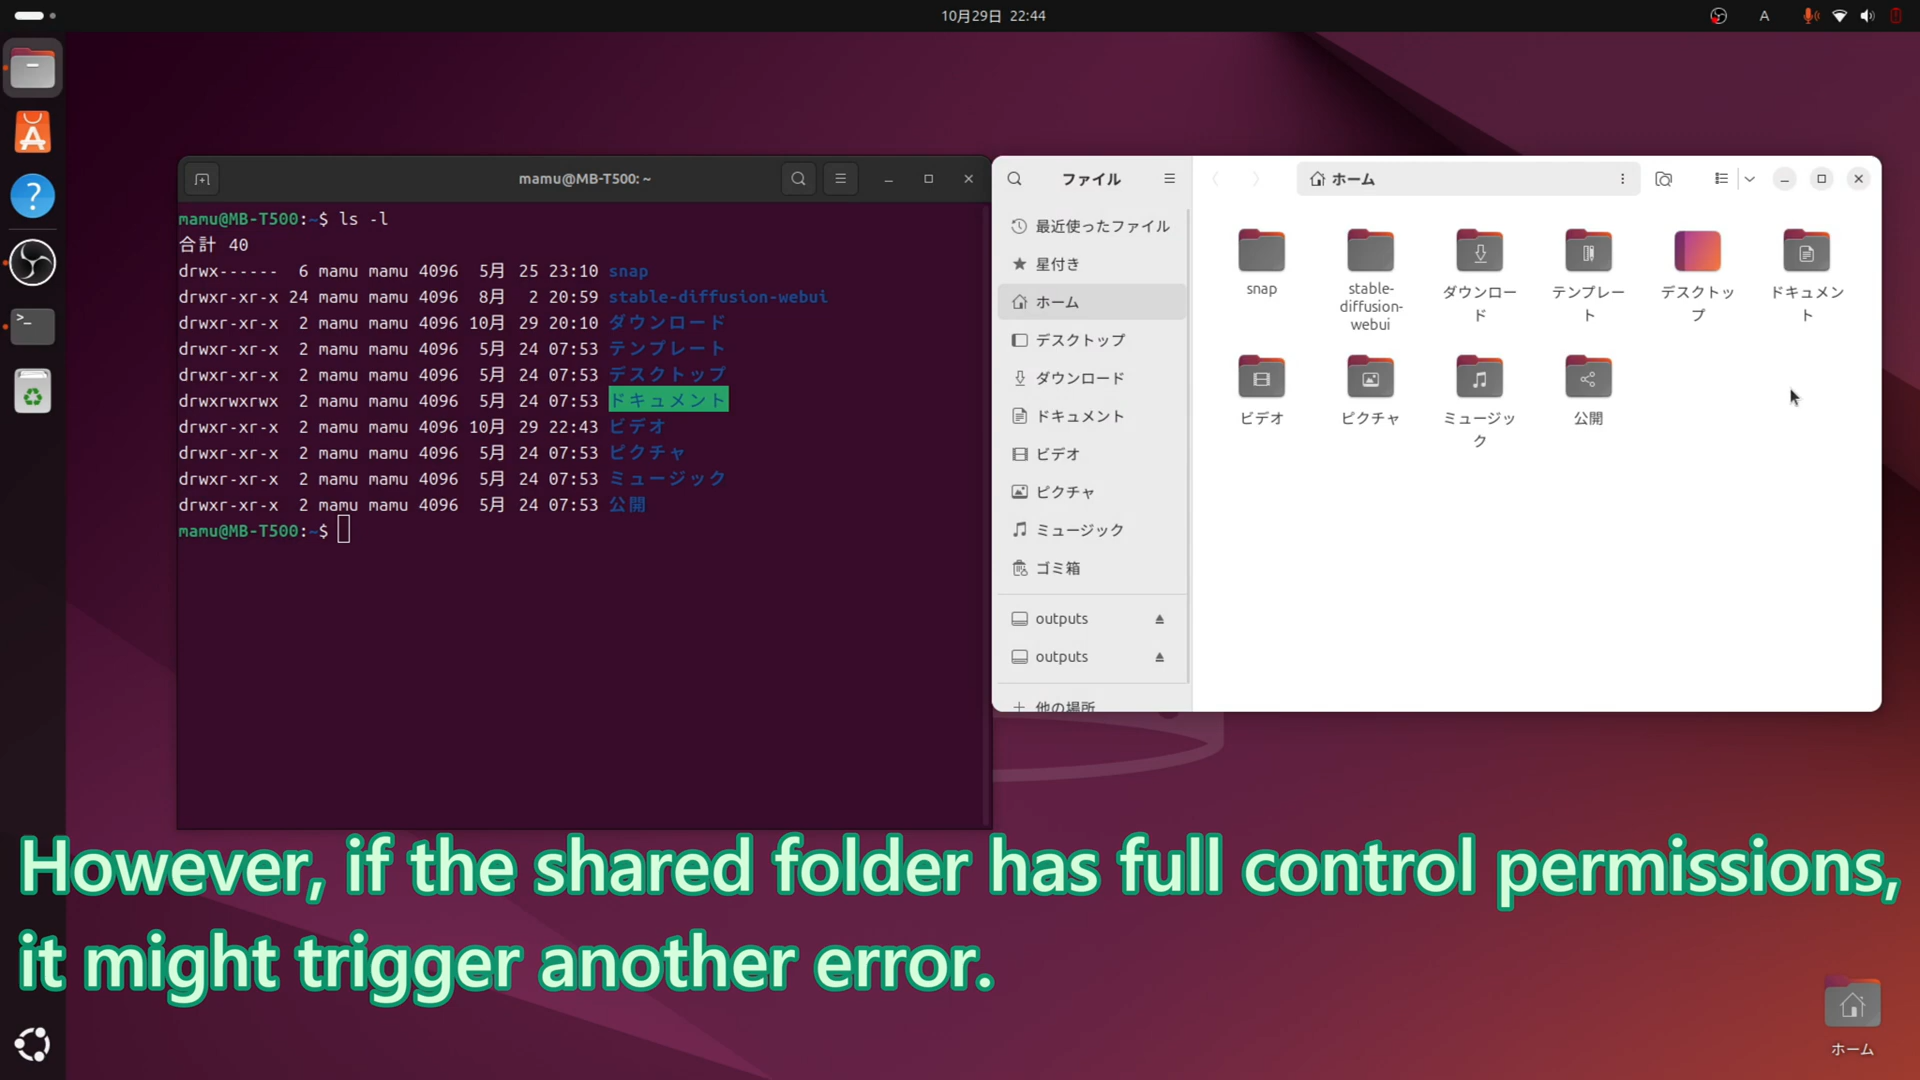 10月29日 22:44
A
mamu@MB-T500: ~
mamu@MB-T500:~$ ls -l
合計 40
drwx------  6 mamu mamu 4096  5月 25 23:10 snap
drwxr-xr-x 24 mamu mamu 4096  8月  2 20:59 stable-diffusion-webui
drwxr-xr-x  2 mamu mamu 4096 10月 29 20:10 ダウンロード
drwxr-xr-x  2 mamu mamu 4096  5月 24 07:53 テンプレート
drwxr-xr-x  2 mamu mamu 4096  5月 24 07:53 デスクトップ
drwxrwxrwx  2 mamu mamu 4096  5月 24 07:53 ドキュメント
drwxr-xr-x  2 mamu mamu 4096 10月 29 22:43 ビデオ
drwxr-xr-x  2 mamu mamu 4096  5月 24 07:53 ピクチャ
drwxr-xr-x  2 mamu mamu 4096  5月 24 07:53 ミュージック
drwxr-xr-x  2 mamu mamu 4096  5月 24 07:53 公開
mamu@MB-T500:~$
ファイル
最近使ったファイル
星付き
ホーム
デスクトップ
ダウンロード
ドキュメント
ビデオ
ピクチャ
ミュージック
ゴミ箱
outputs
outputs
他の場所
ホーム
snap
stable-
diffusion-
webui
ダウンロー
ド
テンプレー
ト
デスクトッ
プ
ドキュメン
ト
ビデオ
ピクチャ
ミュージッ
ク
公開
However, if the shared folder has full control permissions,
it might trigger another error.
ホーム